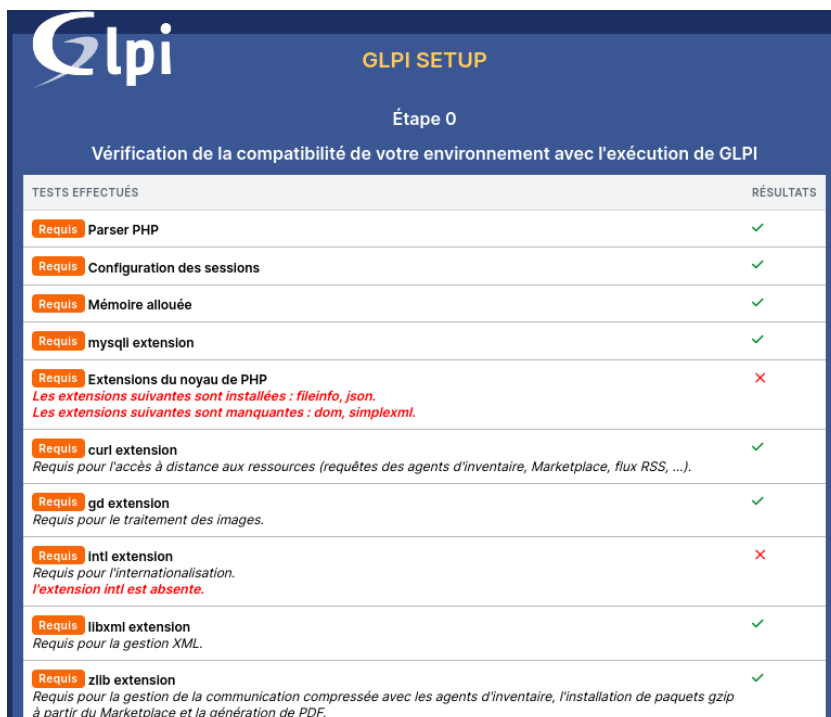 Glpi
GLPI SETUP
Étape 0
Vérification de la compatibilité de votre environnement avec l'exécution de GLPI
TESTS EFFECTUÉS RÉSULTATS
Requis Parser PHP
Requis Configuration des sessions
Requis Mémoire allouée
Requis mysqli extension
Requis Extensions du noyau de PHP
Les extensions suivantes sont installées : fileinfo, json.
Les extensions suivantes sont manquantes : dom, simplexml.
Requis curl extension
Requis pour l'accès à distance aux ressources (requêtes des agents d'inventaire, Marketplace, flux RSS, ...).
Requis gd extension
Requis pour le traitement des images.
Requis intl extension
Requis pour l'internationalisation.
l'extension intl est absente.
Requis libxml extension
Requis pour la gestion XML.
Requis zlib extension
Requis pour la gestion de la communication compressée avec les agents d'inventaire, l'installation de paquets gzip
à partir du Marketplace et la génération de PDF.